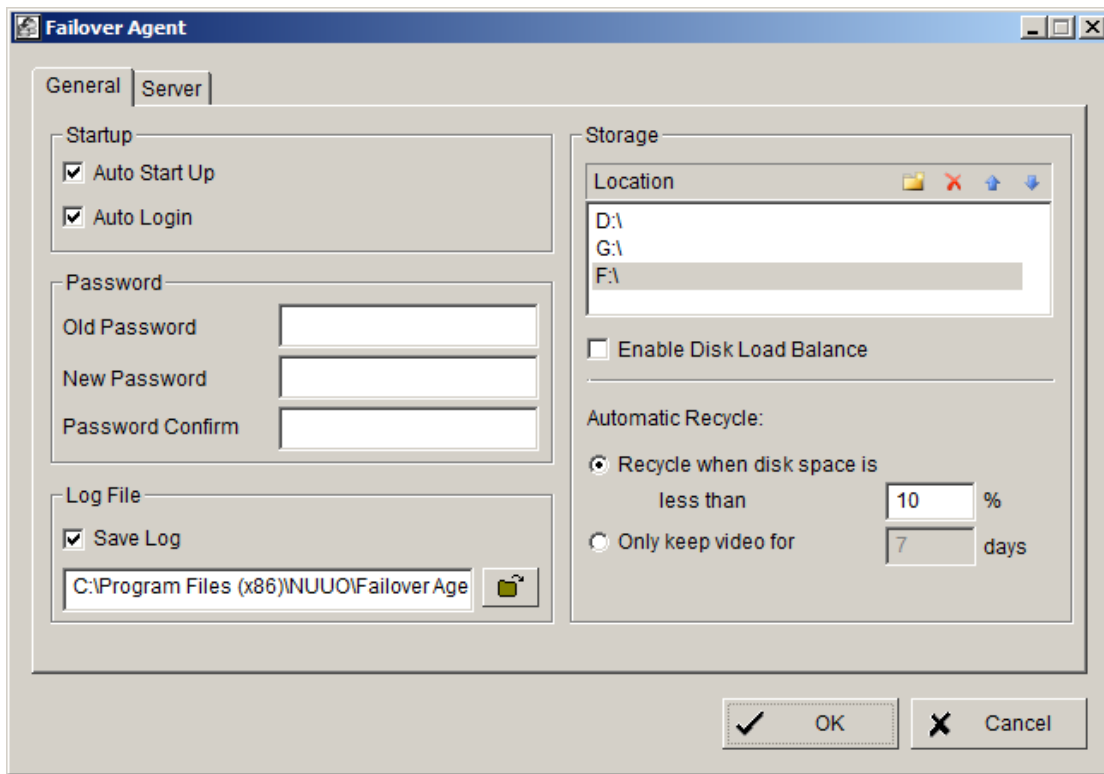 Failover Agent
General
Server
Startup
Auto Start Up
Auto Login
Password
Old Password
New Password
Password Confirm
Log File
Save Log
C:\Program Files (x86)\NUUO\Failover Age
Storage
Location
D:\
G:\
F:\
Enable Disk Load Balance
Automatic Recycle:
Recycle when disk space is
less than 10 %
Only keep video for 7 days
OK
Cancel